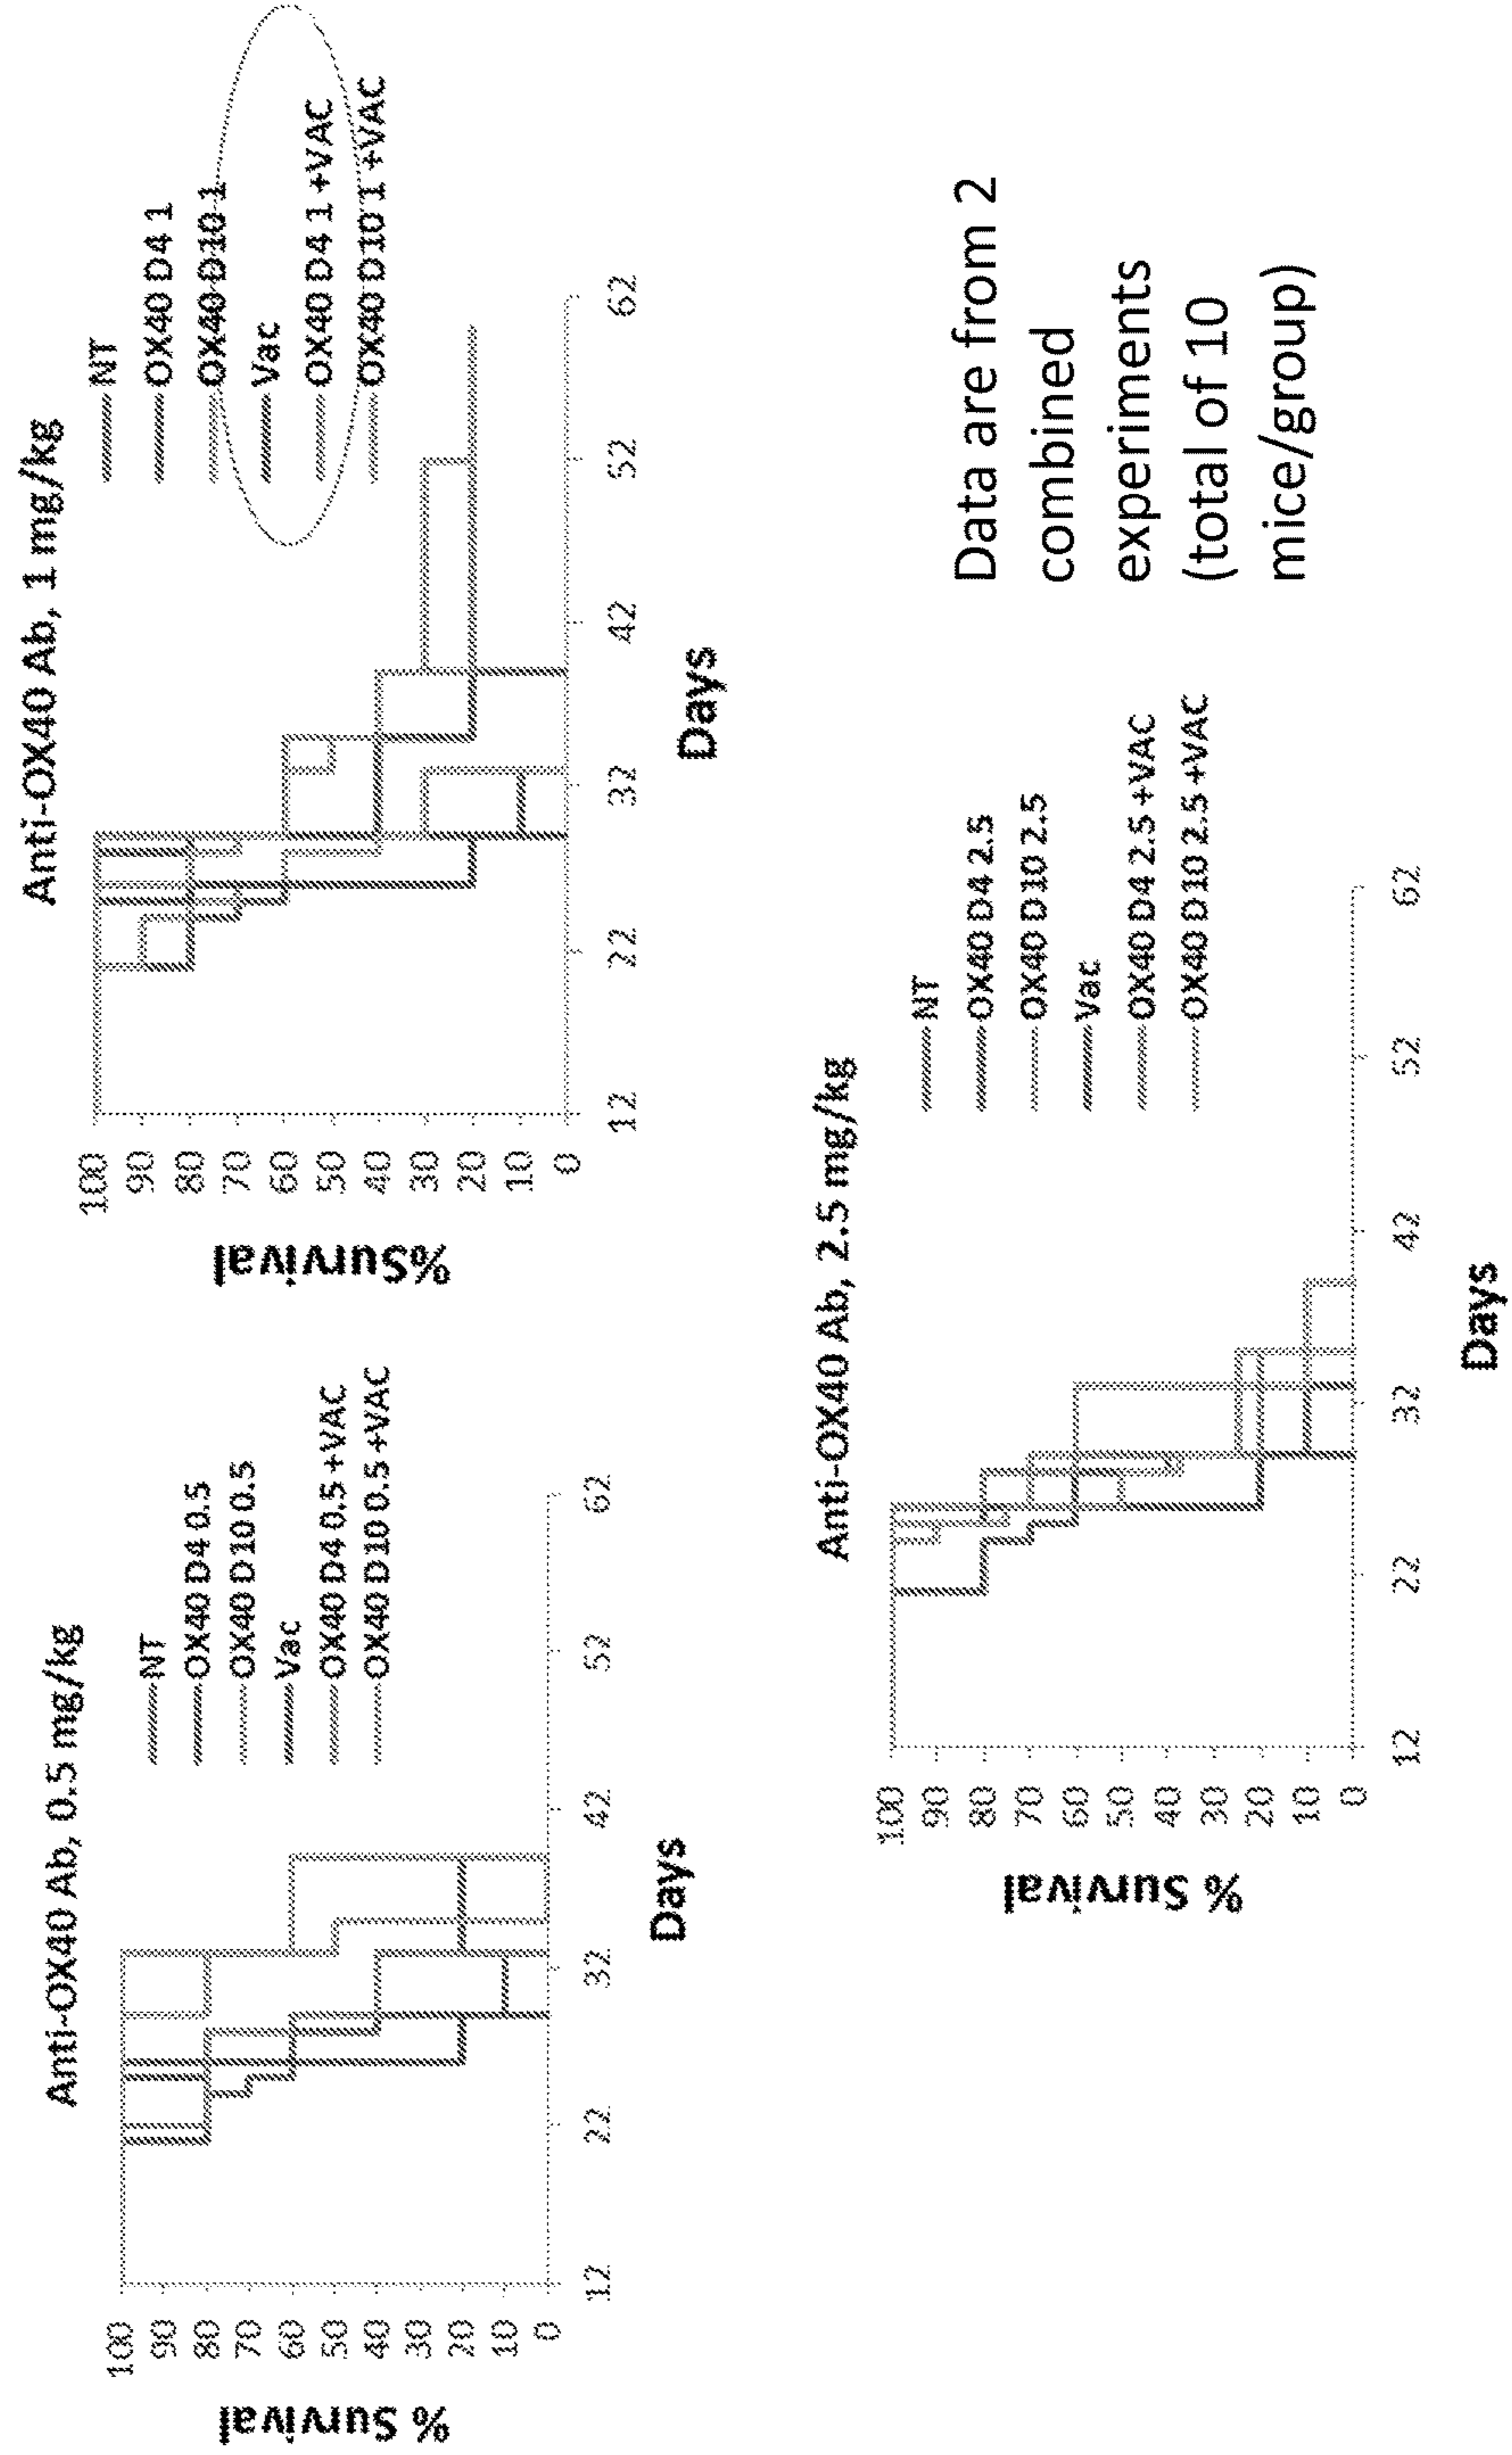 Anti-OX40 Ab, 0.5 mg/kg
% Survival
100
90
80
70
60
50
40
30
20
10
0
12
22
32
42
52
62
Days
NT
OX40 D4 0.5
OX40 D10 0.5
Vac
OX40 D4 0.5 +VAC
OX40 D10 0.5 +VAC
Anti-OX40 Ab, 1 mg/kg
%Survival
100
90
80
70
60
50
40
30
20
10
0
12
22
32
42
52
62
Days
NT
OX40 D4 1
OX40 D10 1
Vac
OX40 D4 1 +VAC
OX40 D10 1 +VAC
Anti-OX40 Ab, 2.5 mg/kg
% Survival
100
90
80
70
60
50
40
30
20
10
0
12
22
32
42
52
62
Days
NT
OX40 D4 2.5
OX40 D10 2.5
Vac
OX40 D4 2.5 +VAC
OX40 D10 2.5 +VAC
Data are from 2
combined
experiments
(total of 10
mice/group)